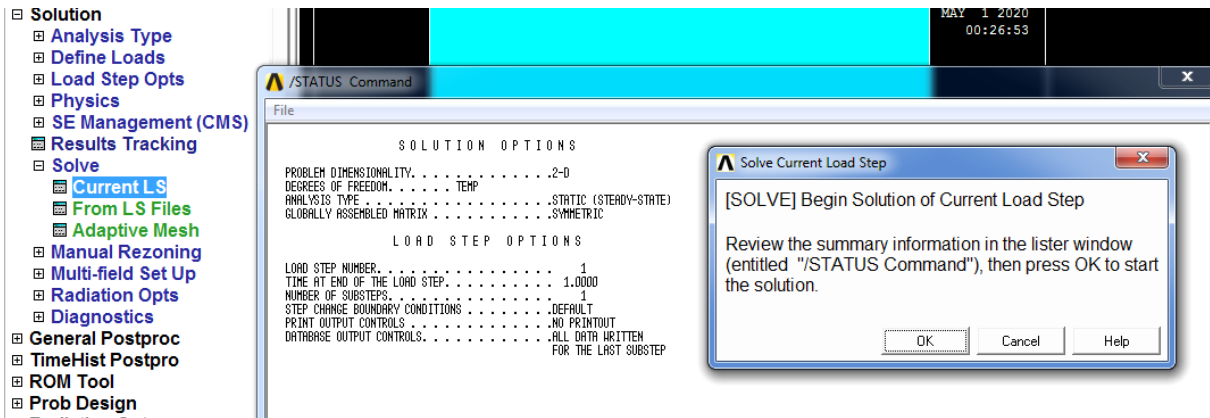 Solution
Analysis Type
Define Loads
Load Step Opts
Physics
SE Management (CMS)
Results Tracking
Solve
Current LS
From LS Files
Adaptive Mesh
Manual Rezoning
Multi-field Set Up
Radiation Opts
Diagnostics
General Postproc
TimeHist Postpro
ROM Tool
Prob Design
MAY 1 2020
00:26:53
/STATUS Command
File
SOLUTION OPTIONS
PROBLEM DIMENSIONALITY. . . . . . . . . . . . .2-D
DEGREES OF FREEDOM. . . . . . TEMP
ANALYSIS TYPE . . . . . . . . . . . . . . . . .STATIC (STEADY-STATE)
GLOBALLY ASSEMBLED MATRIX . . . . . . . . . . .SYMMETRIC
LOAD STEP OPTIONS
LOAD STEP NUMBER. . . . . . . . . . . . . . . . 1
TIME AT END OF THE LOAD STEP. . . . . . . . . . 1.0000
NUMBER OF SUBSTEPS. . . . . . . . . . . . . . . 1
STEP CHANGE BOUNDARY CONDITIONS . . . . . . . .DEFAULT
PRINT OUTPUT CONTROLS . . . . . . . . . . . . .NO PRINTOUT
DATABASE OUTPUT CONTROLS. . . . . . . . . . . .ALL DATA WRITTEN
FOR THE LAST SUBSTEP
Solve Current Load Step
[SOLVE] Begin Solution of Current Load Step
Review the summary information in the lister window
(entitled "/STATUS Command"), then press OK to start
the solution.
OK
Cancel
Help